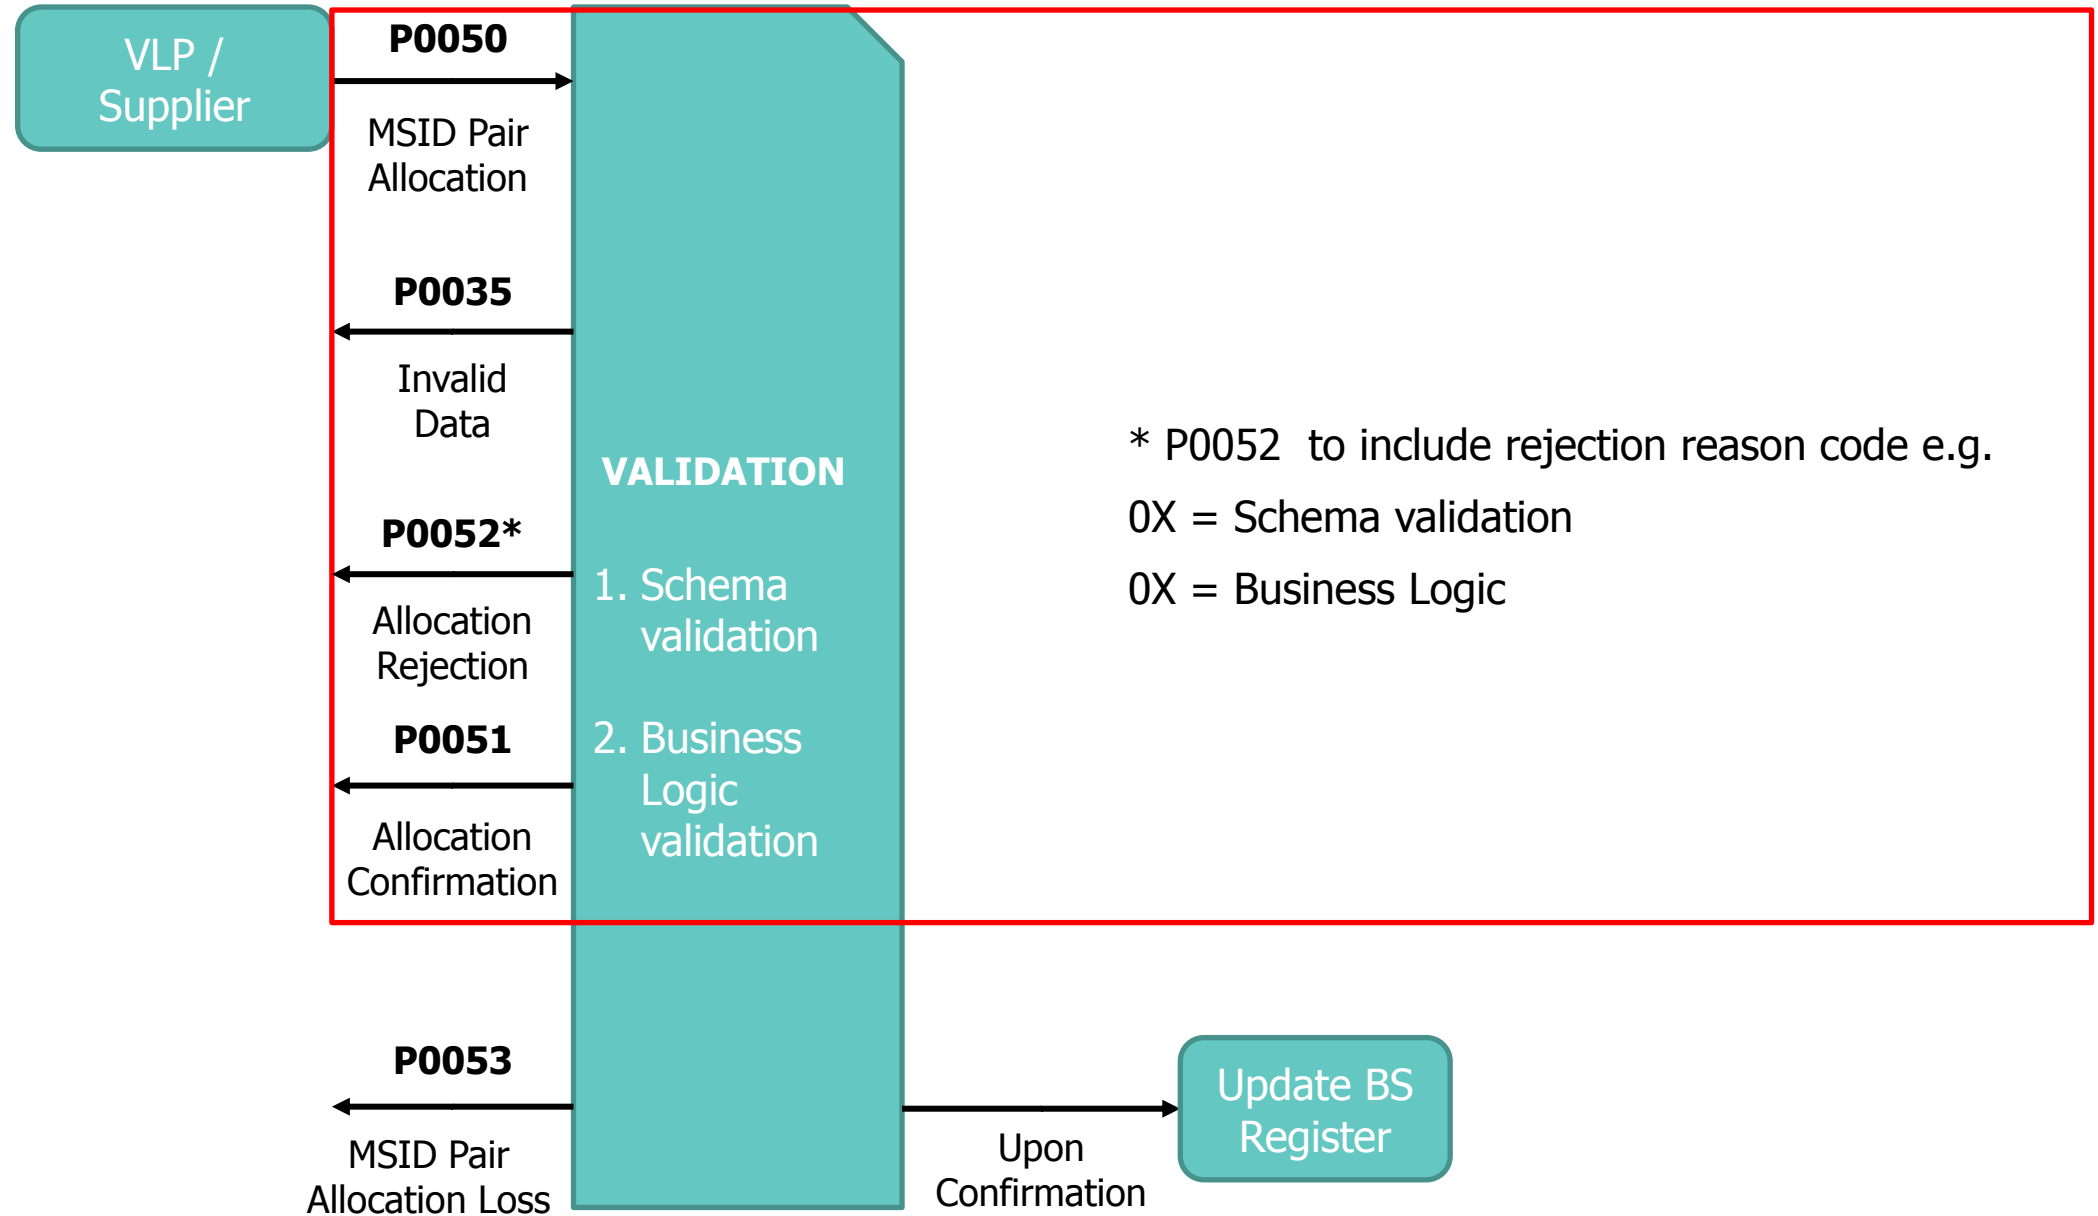 VLP /
Supplier
P0050
MSID Pair
Allocation
P0035
Invalid
Data
P0052*
Allocation
Rejection
P0051
Allocation
Confirmation
VALIDATION
1. Schema
validation
2. Business
Logic
validation
* P0052 to include rejection reason code e.g.
0X = Schema validation
0X = Business Logic
P0053
MSID Pair
Allocation Loss
Upon
Confirmation
Update BS
Register